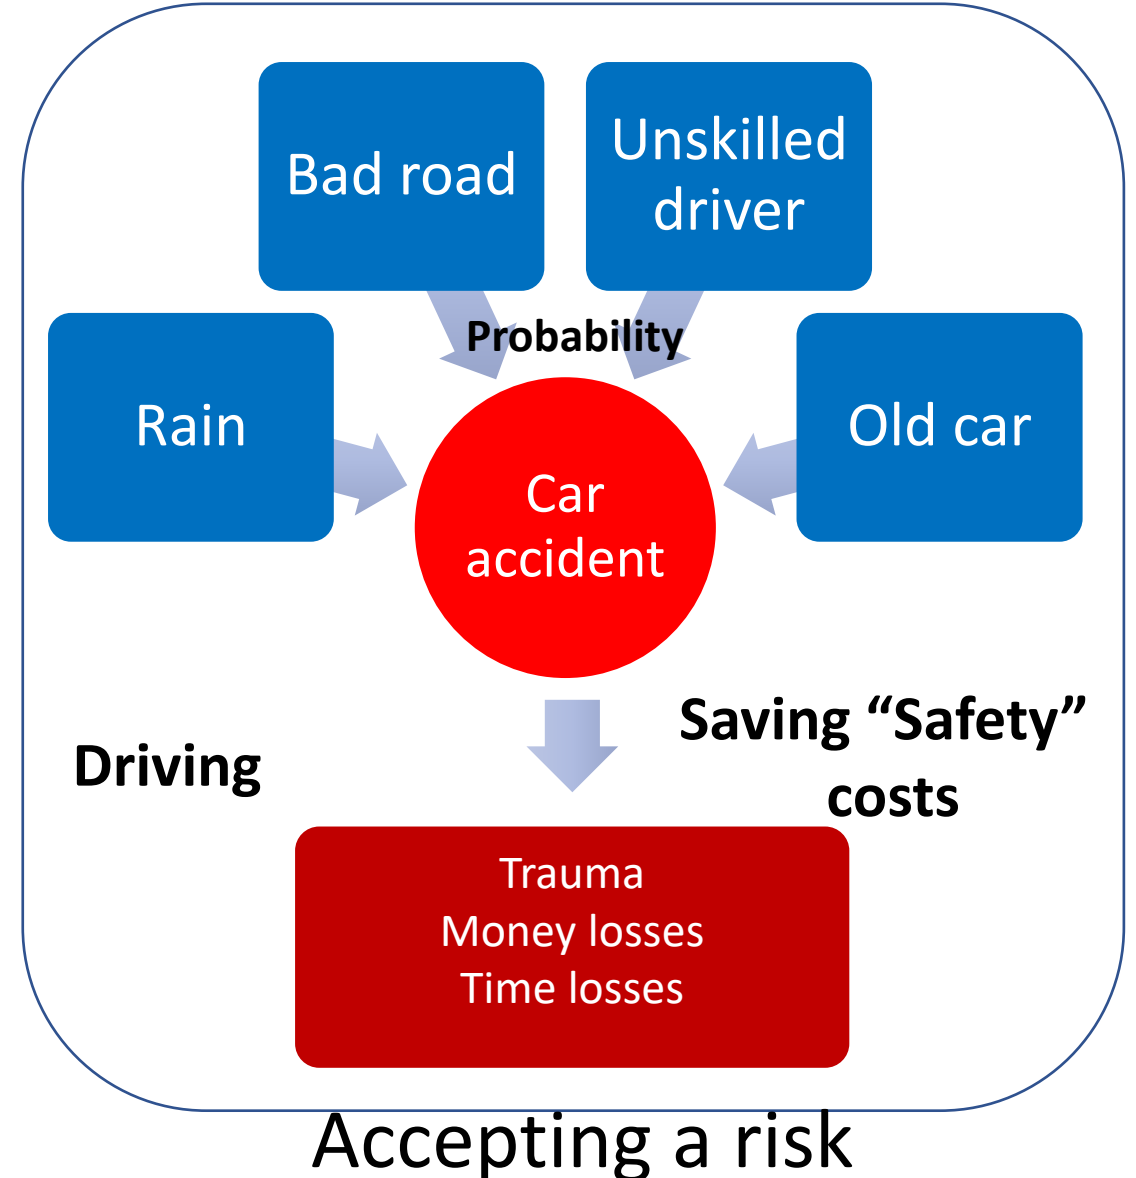 Bad road
Unskilled
driver
Probability
Rain
Old car
Car
accident
Driving
Saving “Safety”
costs
Trauma
Money losses
Time losses
Accepting a risk